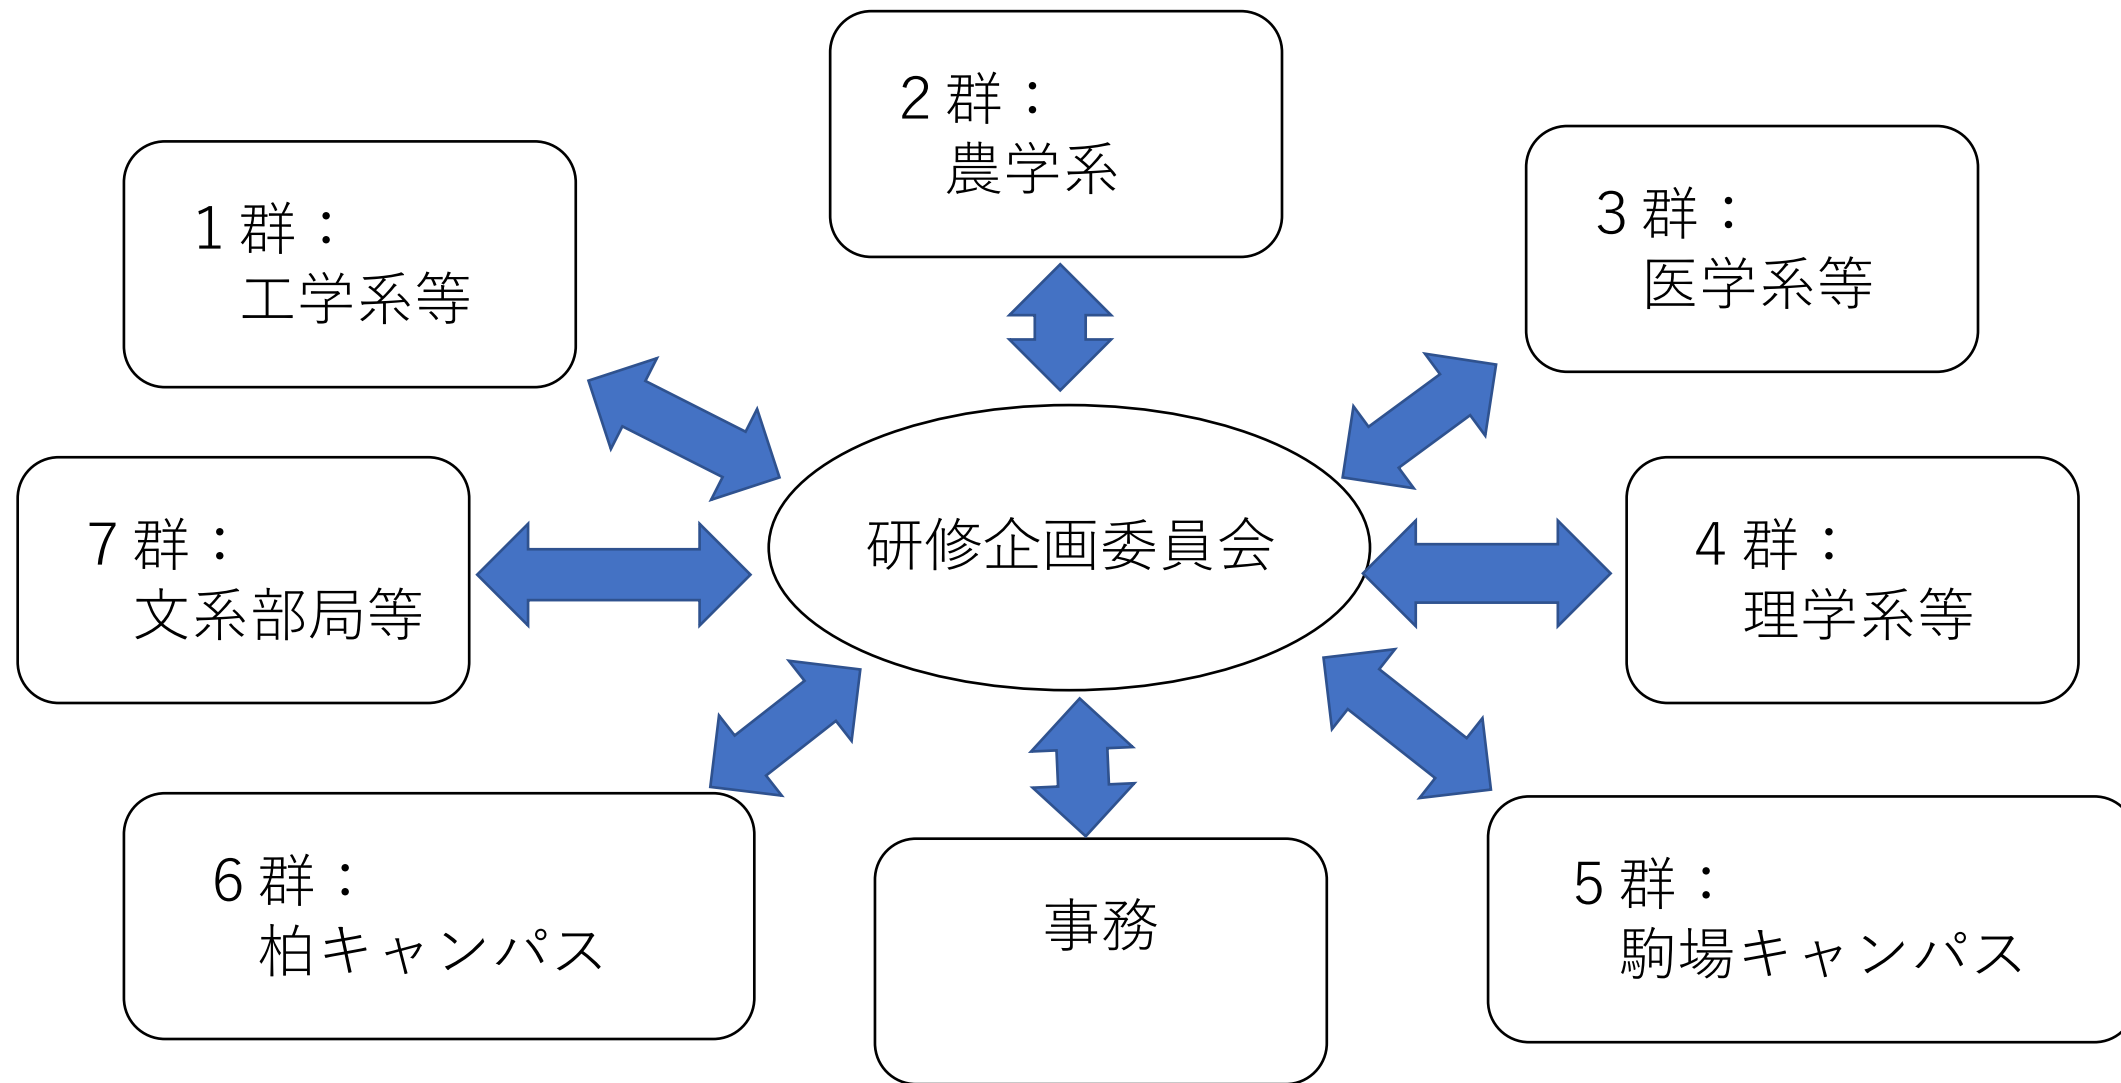 ２群：
農学系
１群：
工学系等
３群：
医学系等
７群：
文系部局等
研修企画委員会
４群：
理学系等
６群：
柏キャンパス
事務
５群：
駒場キャンパス